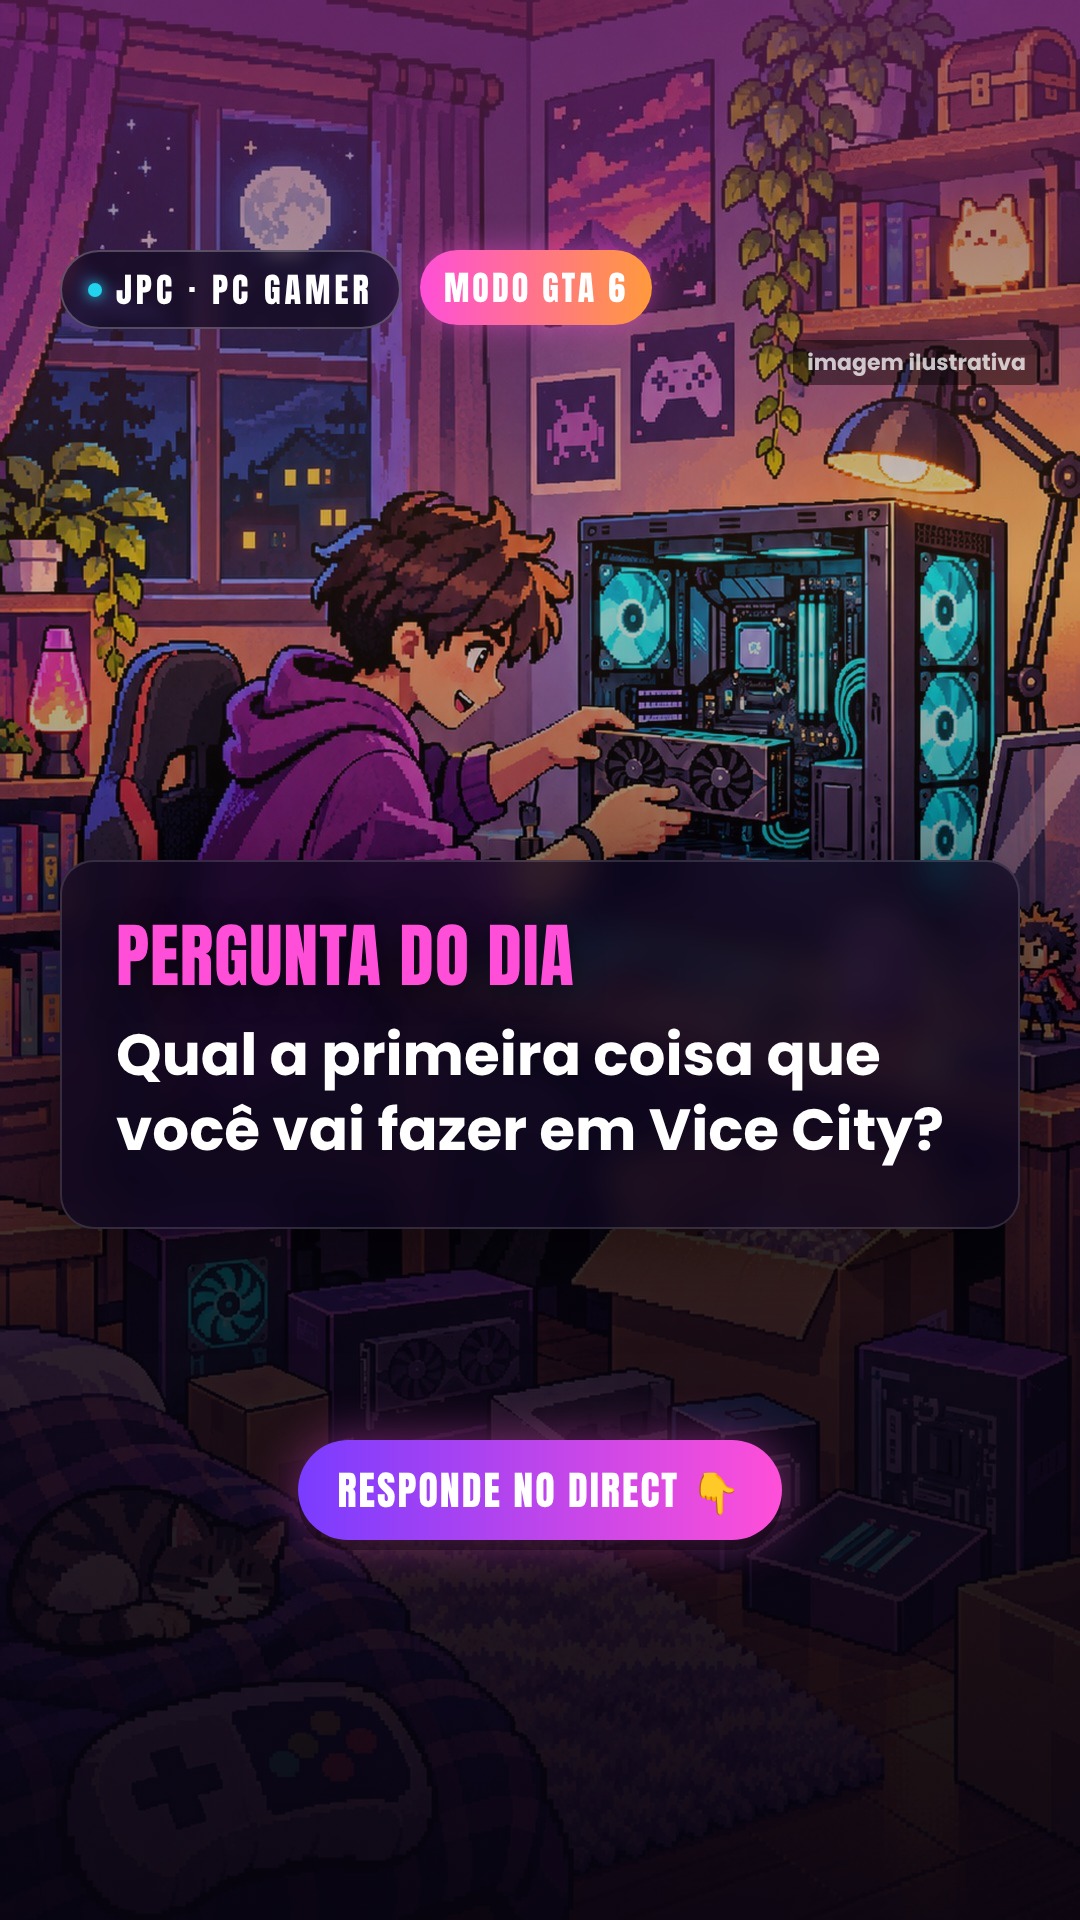 JPC · PC GAMER
MODO GTA 6
imagem ilustrativa
PERGUNTA DO DIA
Qual a primeira coisa que
você vai fazer em Vice City?
RESPONDE NO DIRECT 👇